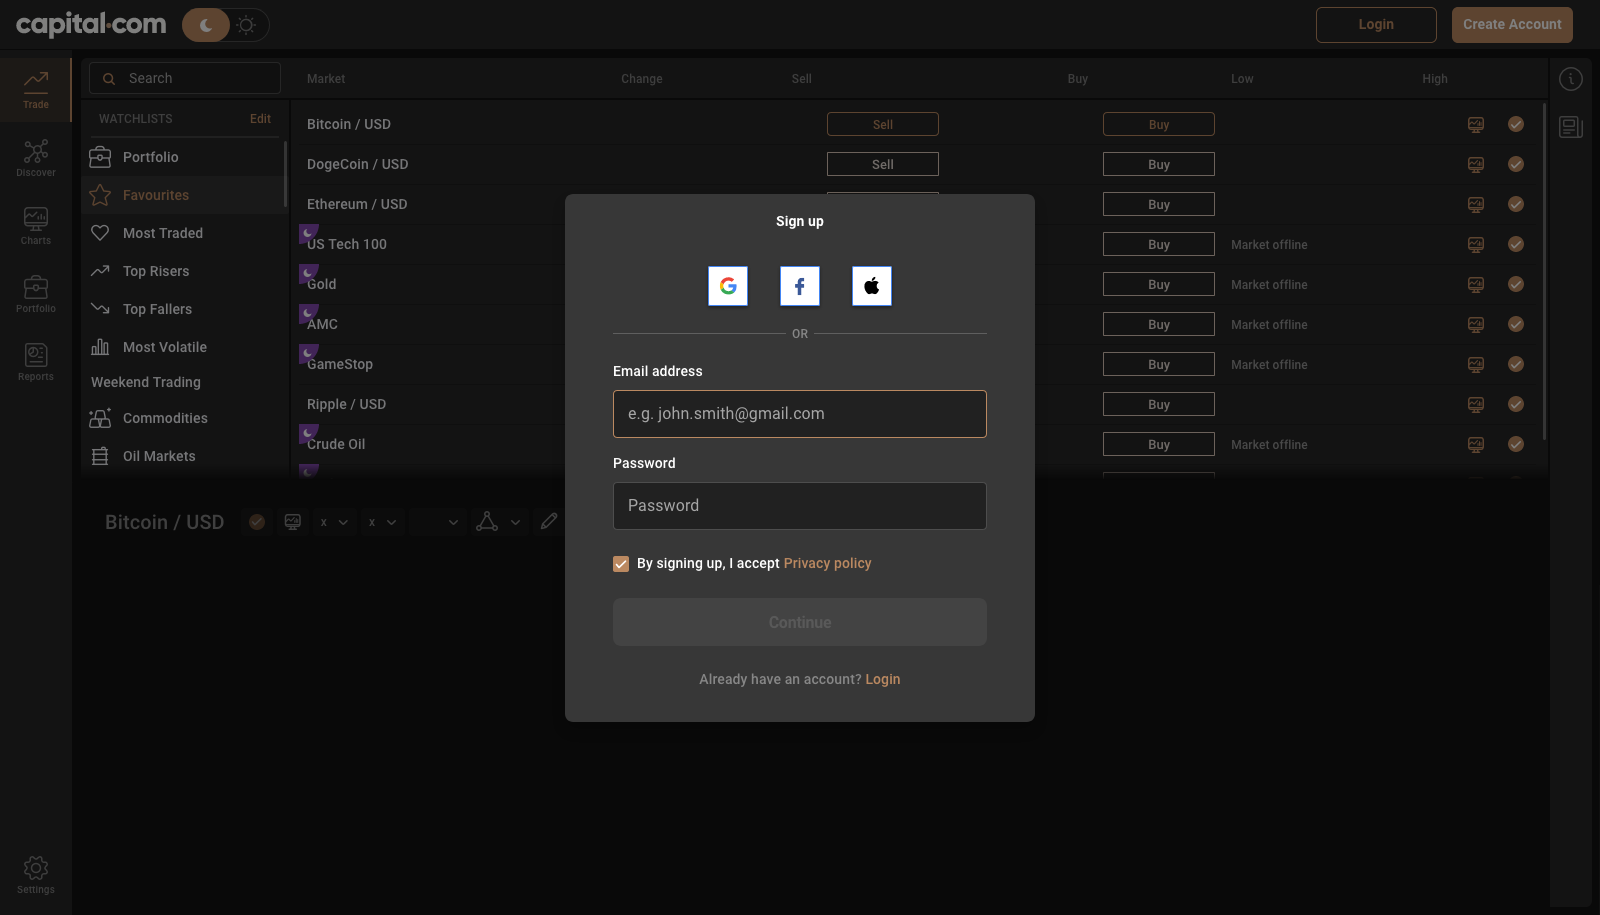 capital.com
Login
Create Account
Trade
Discover
Charts
Portfolio
Reports
Settings
Search
WATCHLISTS Edit
Portfolio
Favourites
Most Traded
Top Risers
Top Fallers
Most Volatile
Weekend Trading
Commodities
Oil Markets
Market Change Sell Buy Low High
Bitcoin / USD Sell Buy
DogeCoin / USD Sell Buy
Ethereum / USD Buy
US Tech 100 Buy Market offline
Gold Buy Market offline
AMC Buy Market offline
GameStop Buy Market offline
Ripple / USD Buy
Crude Oil Buy Market offline
Bitcoin / USD x x
Sign up
OR
Email address
e.g. john.smith@gmail.com
Password
Password
By signing up, I accept Privacy policy
Continue
Already have an account? Login